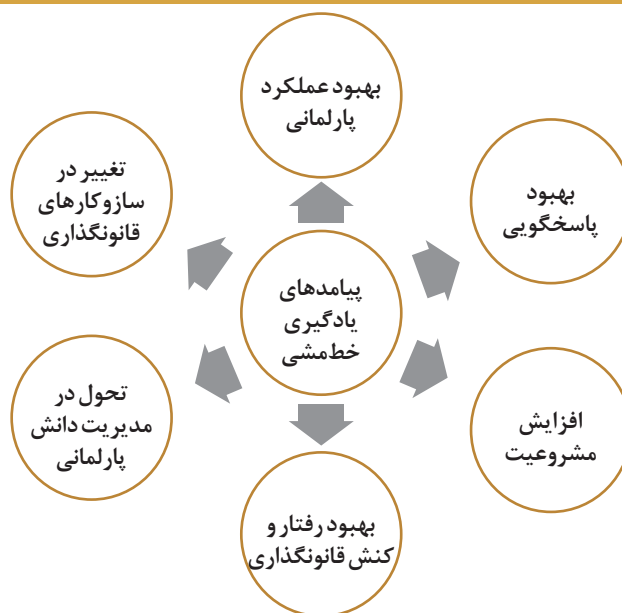 بهبود عملکرد
پارلمانی
بهبود
پاسخگویی
تغییر در
سازوکارهای
قانونگذاری
پیامدهای
یادگیری
خط‌مشی
افزایش
مشروعیت
تحول در
مدیریت دانش
پارلمانی
بهبود رفتار و
کنش قانونگذاری